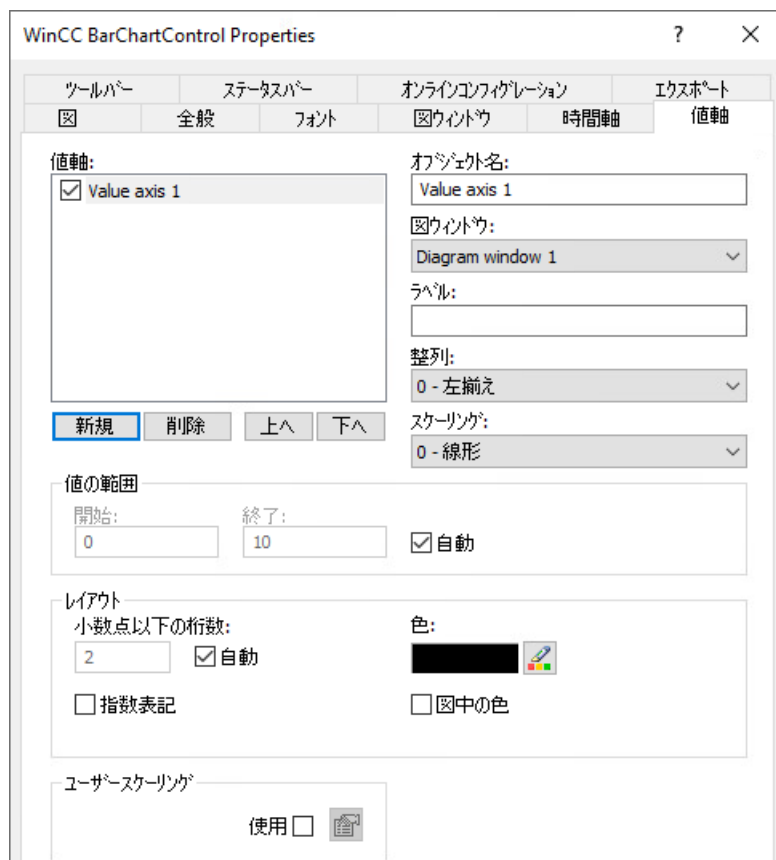 WinCC BarChartControl Properties
?
ツールバー
ステータスバー
オンラインコンフィグレーション
エクスポート
図
全般
フォント
図ウィンドウ
時間軸
値軸
値軸:
Value axis 1
新規
削除
上へ
下へ
オブジェクト名:
Value axis 1
図ウィンドウ:
Diagram window 1
ラベル:
整列:
0 - 左揃え
スケーリング:
0 - 線形
値の範囲
開始:
終了:
0
10
自動
レイアウト
小数点以下の桁数:
2
自動
指数表記
色:
図中の色
ユーザースケーリング
使用